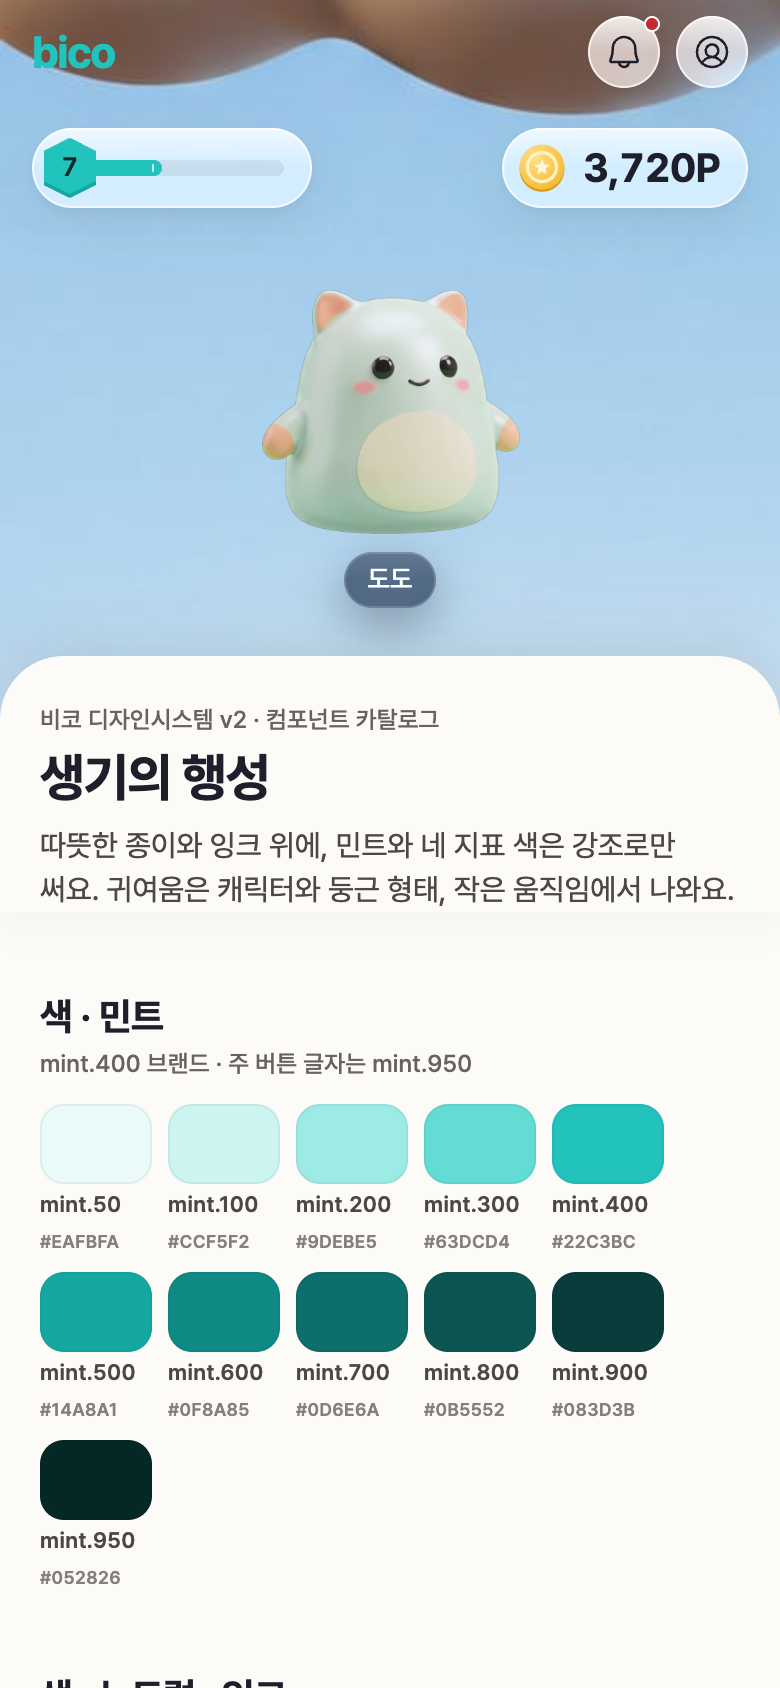 bico
7
3,720P
도도
비코 디자인시스템 v2 · 컴포넌트 카탈로그
생기의 행성
따뜻한 종이와 잉크 위에, 민트와 네 지표 색은 강조로만
써요. 귀여움은 캐릭터와 둥근 형태, 작은 움직임에서 나와요.
색 · 민트
mint.400 브랜드 · 주 버튼 글자는 mint.950
mint.50 mint.100 mint.200 mint.300 mint.400
#EAFBFA #CCF5F2 #9DEBE5 #63DCD4 #22C3BC
mint.500 mint.600 mint.700 mint.800 mint.900
#14A8A1 #0F8A85 #0D6E6A #0B5552 #083D3B
mint.950
#052826